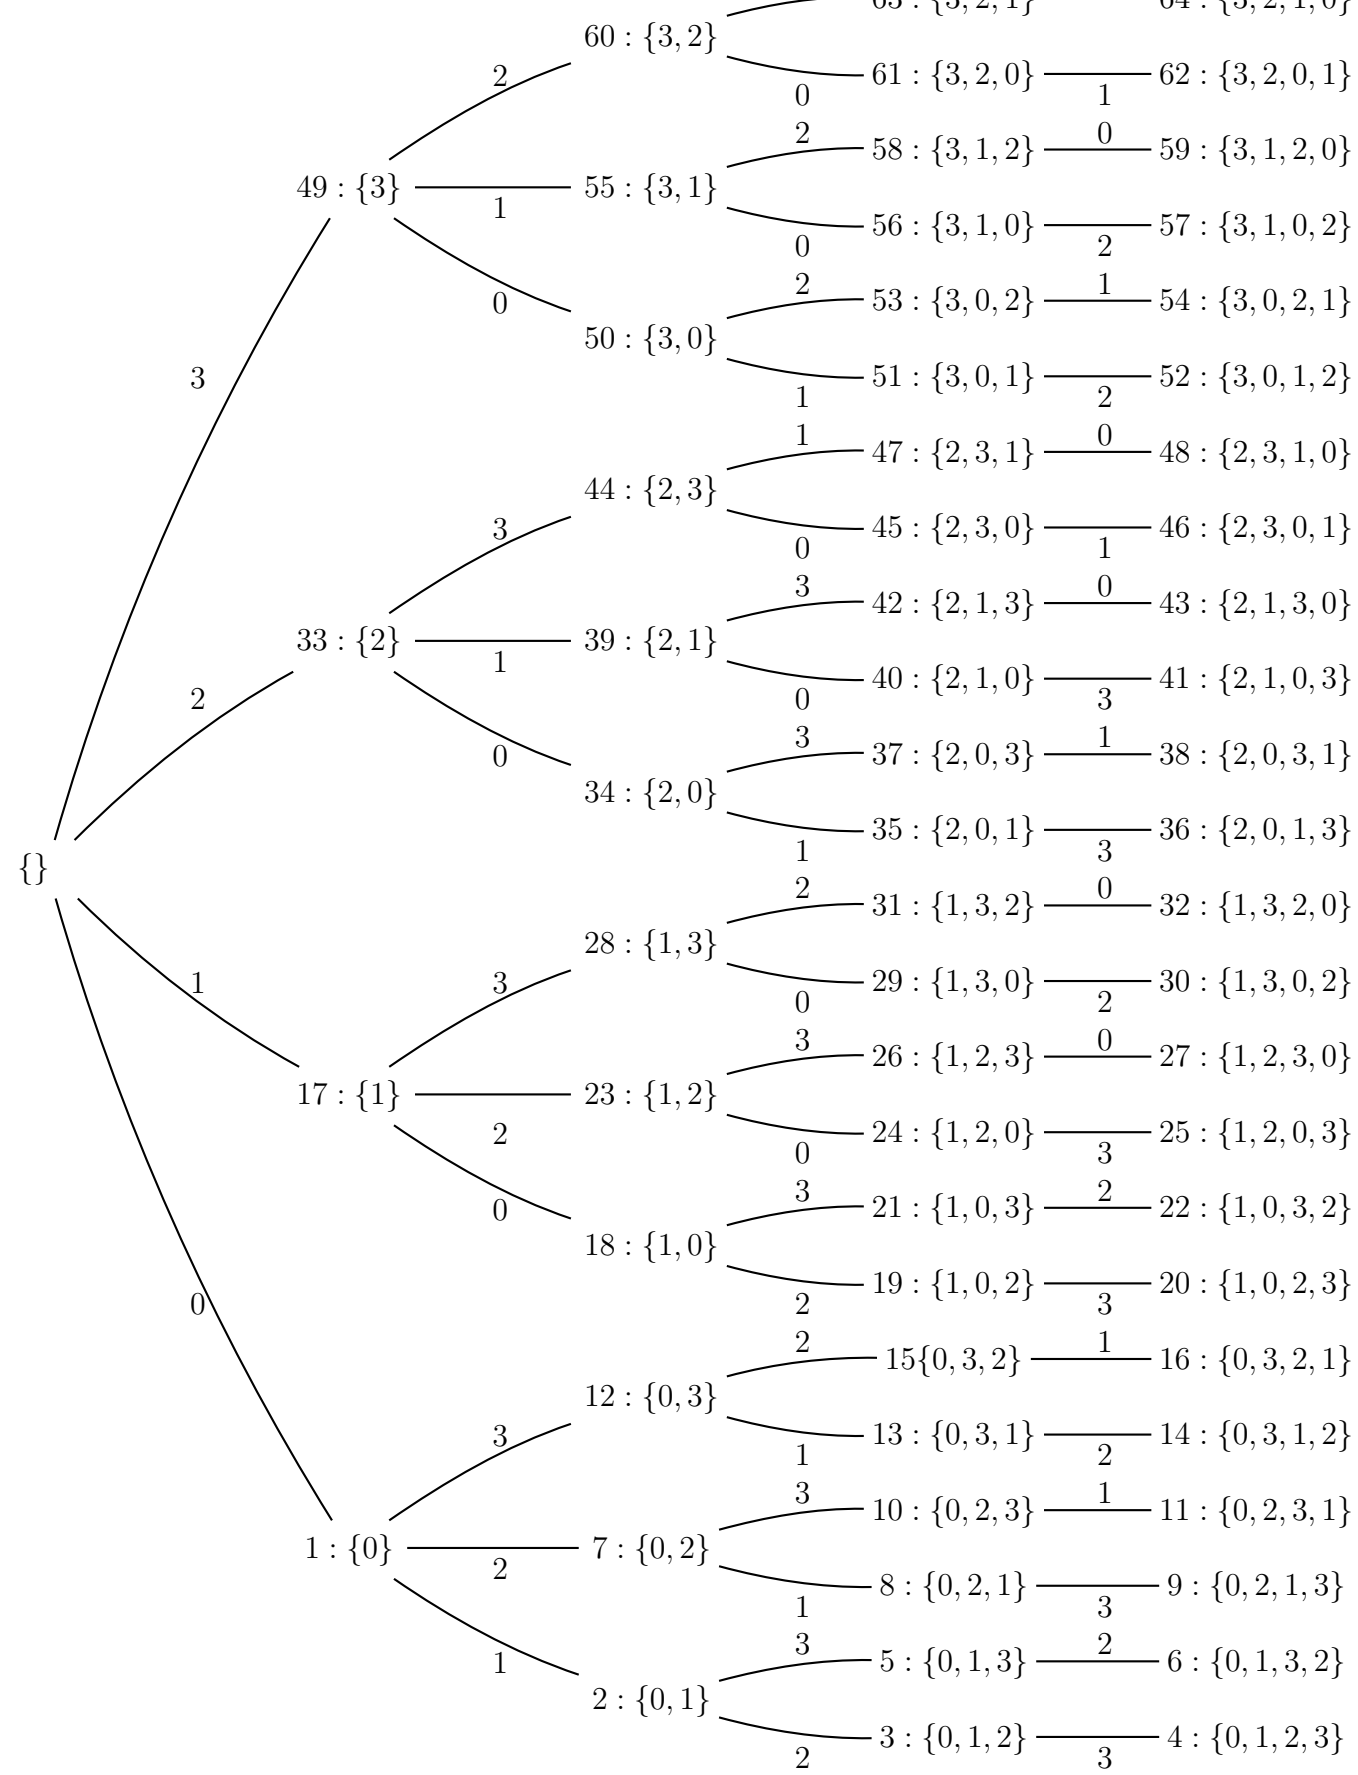 63 : {3, 2, 1} 64 : {3, 2, 1, 0}
60 : {3, 2}
2
61 : {3, 2, 0} 62 : {3, 2, 0, 1}
0 1
2 0
58 : {3, 1, 2} 59 : {3, 1, 2, 0}
49 : {3} 55 : {3, 1}
1
56 : {3, 1, 0} 57 : {3, 1, 0, 2}
0 2
2 1
0
53 : {3, 0, 2} 54 : {3, 0, 2, 1}
50 : {3, 0}
3
51 : {3, 0, 1} 52 : {3, 0, 1, 2}
1 2
1 0
47 : {2, 3, 1} 48 : {2, 3, 1, 0}
44 : {2, 3}
3
45 : {2, 3, 0} 46 : {2, 3, 0, 1}
0 1
3 0
42 : {2, 1, 3} 43 : {2, 1, 3, 0}
33 : {2} 39 : {2, 1}
1
40 : {2, 1, 0} 41 : {2, 1, 0, 3}
2 0 3
3 1
0
37 : {2, 0, 3} 38 : {2, 0, 3, 1}
34 : {2, 0}
35 : {2, 0, 1} 36 : {2, 0, 1, 3}
1 3
{}
2 0
31 : {1, 3, 2} 32 : {1, 3, 2, 0}
28 : {1, 3}
1 3
29 : {1, 3, 0} 30 : {1, 3, 0, 2}
0 2
3 0
26 : {1, 2, 3} 27 : {1, 2, 3, 0}
17 : {1} 23 : {1, 2}
2
24 : {1, 2, 0} 25 : {1, 2, 0, 3}
0 3
3 2
0
21 : {1, 0, 3} 22 : {1, 0, 3, 2}
18 : {1, 0}
19 : {1, 0, 2} 20 : {1, 0, 2, 3}
0 2 3
2 1
15{0, 3, 2} 16 : {0, 3, 2, 1}
12 : {0, 3}
3
13 : {0, 3, 1} 14 : {0, 3, 1, 2}
1 2
3 1
10 : {0, 2, 3} 11 : {0, 2, 3, 1}
1 : {0} 7 : {0, 2}
2
8 : {0, 2, 1} 9 : {0, 2, 1, 3}
1 3
3 2
1
5 : {0, 1, 3} 6 : {0, 1, 3, 2}
2 : {0, 1}
3 : {0, 1, 2} 4 : {0, 1, 2, 3}
2 3